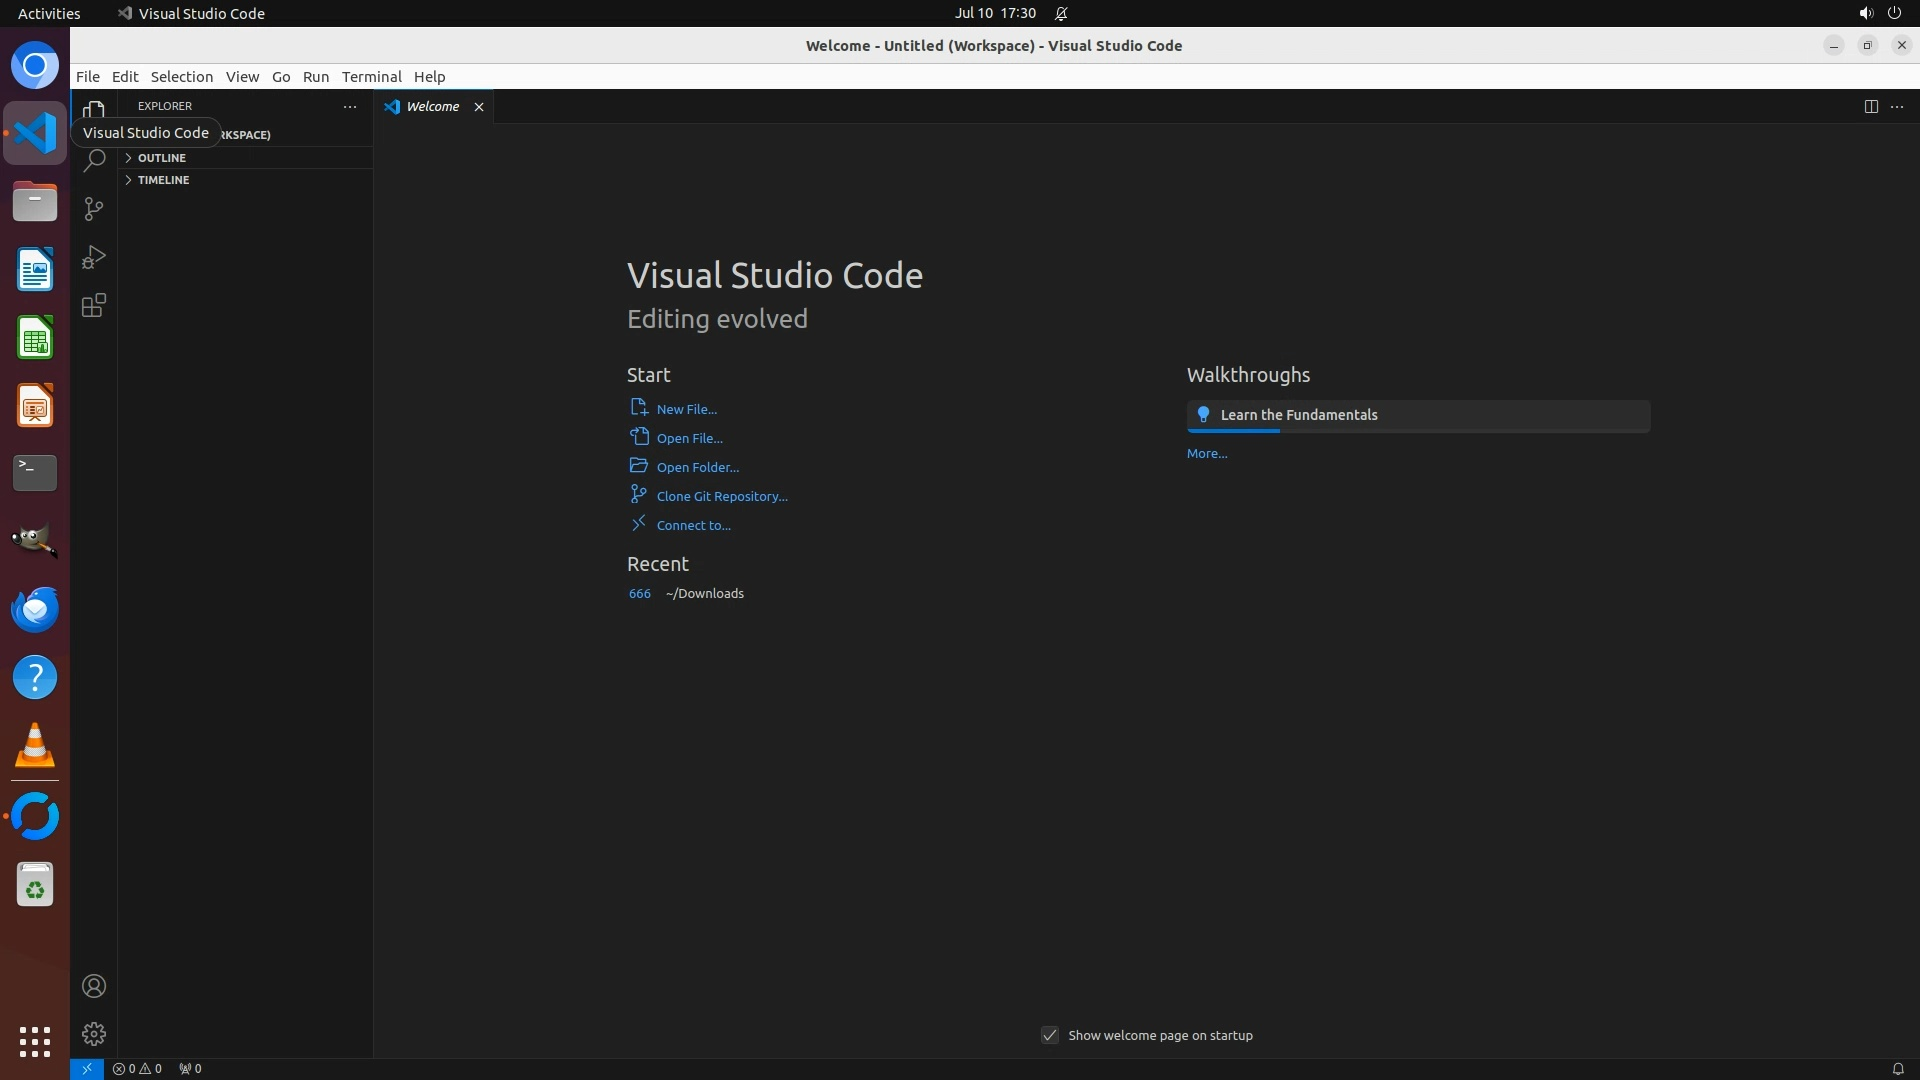 Activities
Visual Studio Code
Jul 10 17:30
Welcome - Untitled (Workspace) - Visual Studio Code
File Edit Selection View Go Run Terminal Help
EXPLORER
Welcome
Visual Studio Code
RKSPACE)
OUTLINE
TIMELINE
Visual Studio Code
Editing evolved
Start
New File...
Open File...
Open Folder...
Clone Git Repository...
Connect to...
Recent
666 ~/Downloads
Walkthroughs
Learn the Fundamentals
More...
Show welcome page on startup
0 0 0